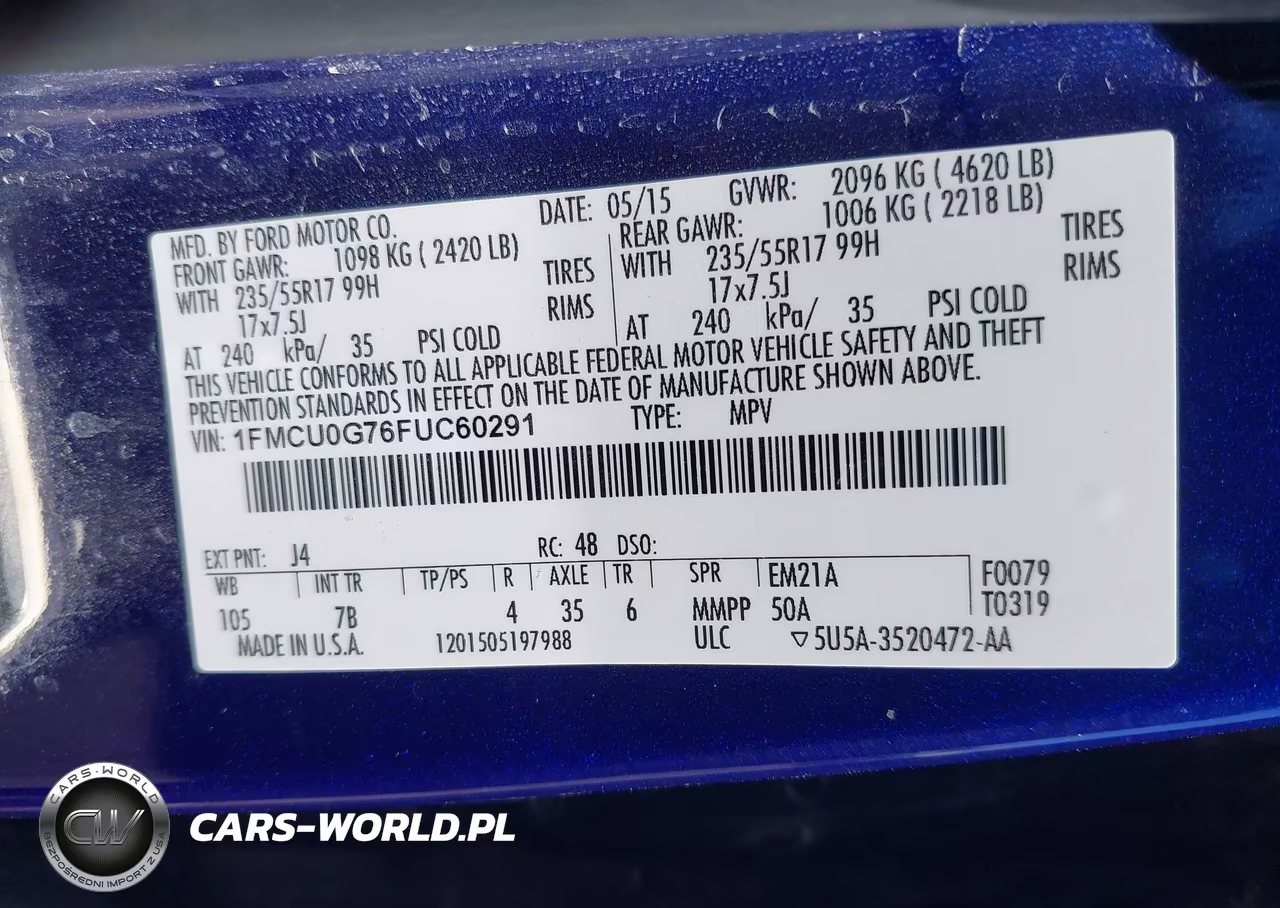 MFD. BY FORD MOTOR CO. DATE: 05/15 GVWR: 2096 KG ( 4620 LB)
FRONT GAWR: 1098 KG ( 2420 LB) REAR GAWR: 1006 KG ( 2218 LB)
WITH 235/55R17 99H TIRES WITH 235/55R17 99H TIRES
17x7.5J RIMS 17x7.5J RIMS
AT 240 kPa/ 35 PSI COLD AT 240 kPa/ 35 PSI COLD
THIS VEHICLE CONFORMS TO ALL APPLICABLE FEDERAL MOTOR VEHICLE SAFETY AND THEFT
PREVENTION STANDARDS IN EFFECT ON THE DATE OF MANUFACTURE SHOWN ABOVE.
VIN: 1FMCU0G76FUC60291 TYPE: MPV
EXT PNT: J4 RC: 48 DSO:
WB INT TR TP/PS R AXLE TR SPR EM21A F0079
105 7B 4 35 6 MMPP 50A T0319
MADE IN U.S.A. 1201505197988 ULC ▽5U5A-3520472-AA
CARS-WORLD
CW
BEZPOŚREDNI IMPORT Z USA
CARS-WORLD.PL